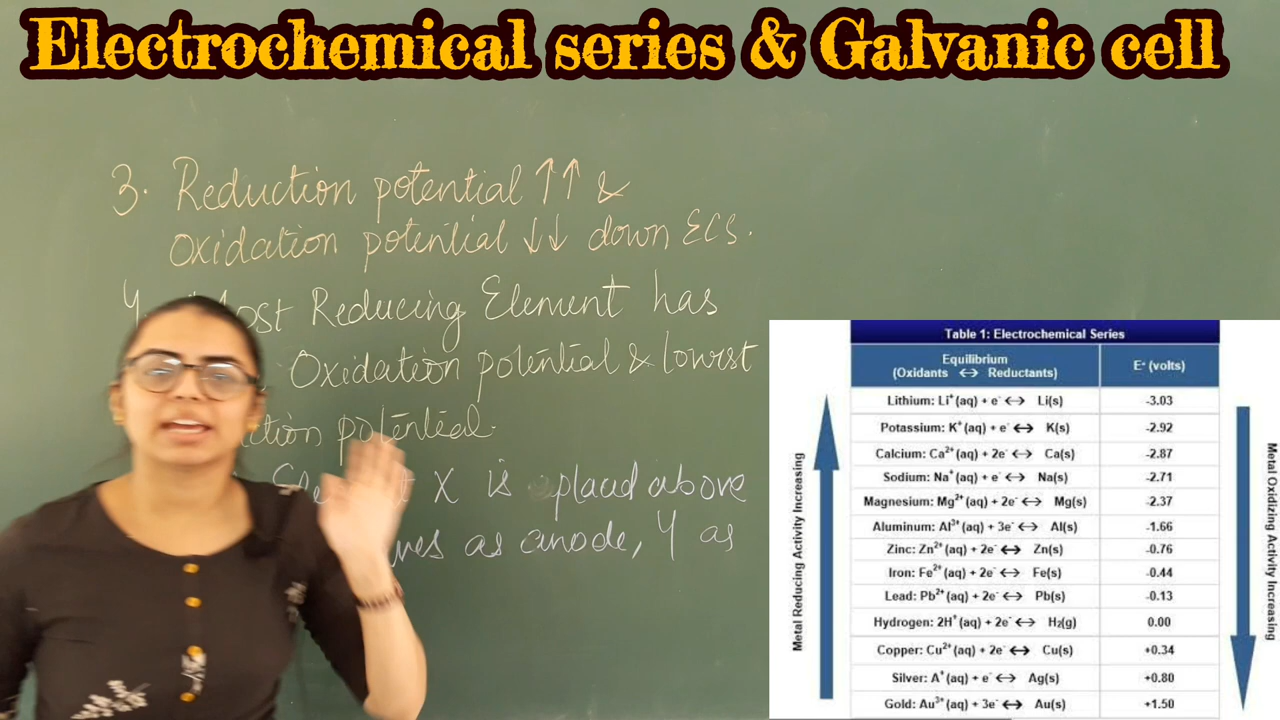 Electrochemical series & Galvanic cell
3. Reduction potential ↑↑ &
Oxidation potential ↓↓ down ECS.
Reducing Element has
Oxidation potential & lowest
potential.
X is placed above
as anode, Y as
Table 1: Electrochemical Series
Equilibrium
(Oxidants ↔ Reductants)
E° (volts)
Lithium: Li⁺(aq) + e⁻ ↔ Li(s) -3.03
Potassium: K⁺(aq) + e⁻ ↔ K(s) -2.92
Calcium: Ca²⁺(aq) + 2e⁻ ↔ Ca(s) -2.87
Sodium: Na⁺(aq) + e⁻ ↔ Na(s) -2.71
Magnesium: Mg²⁺(aq) + 2e⁻ ↔ Mg(s) -2.37
Aluminum: Al³⁺(aq) + 3e⁻ ↔ Al(s) -1.66
Zinc: Zn²⁺(aq) + 2e⁻ ↔ Zn(s) -0.76
Iron: Fe²⁺(aq) + 2e⁻ ↔ Fe(s) -0.44
Lead: Pb²⁺(aq) + 2e⁻ ↔ Pb(s) -0.13
Hydrogen: 2H⁺(aq) + 2e⁻ ↔ H₂(g) 0.00
Copper: Cu²⁺(aq) + 2e⁻ ↔ Cu(s) +0.34
Silver: A⁺(aq) + e⁻ ↔ Ag(s) +0.80
Gold: Au³⁺(aq) + 3e⁻ ↔ Au(s) +1.50
Metal Reducing Activity Increasing
Metal Oxidizing Activity Increasing